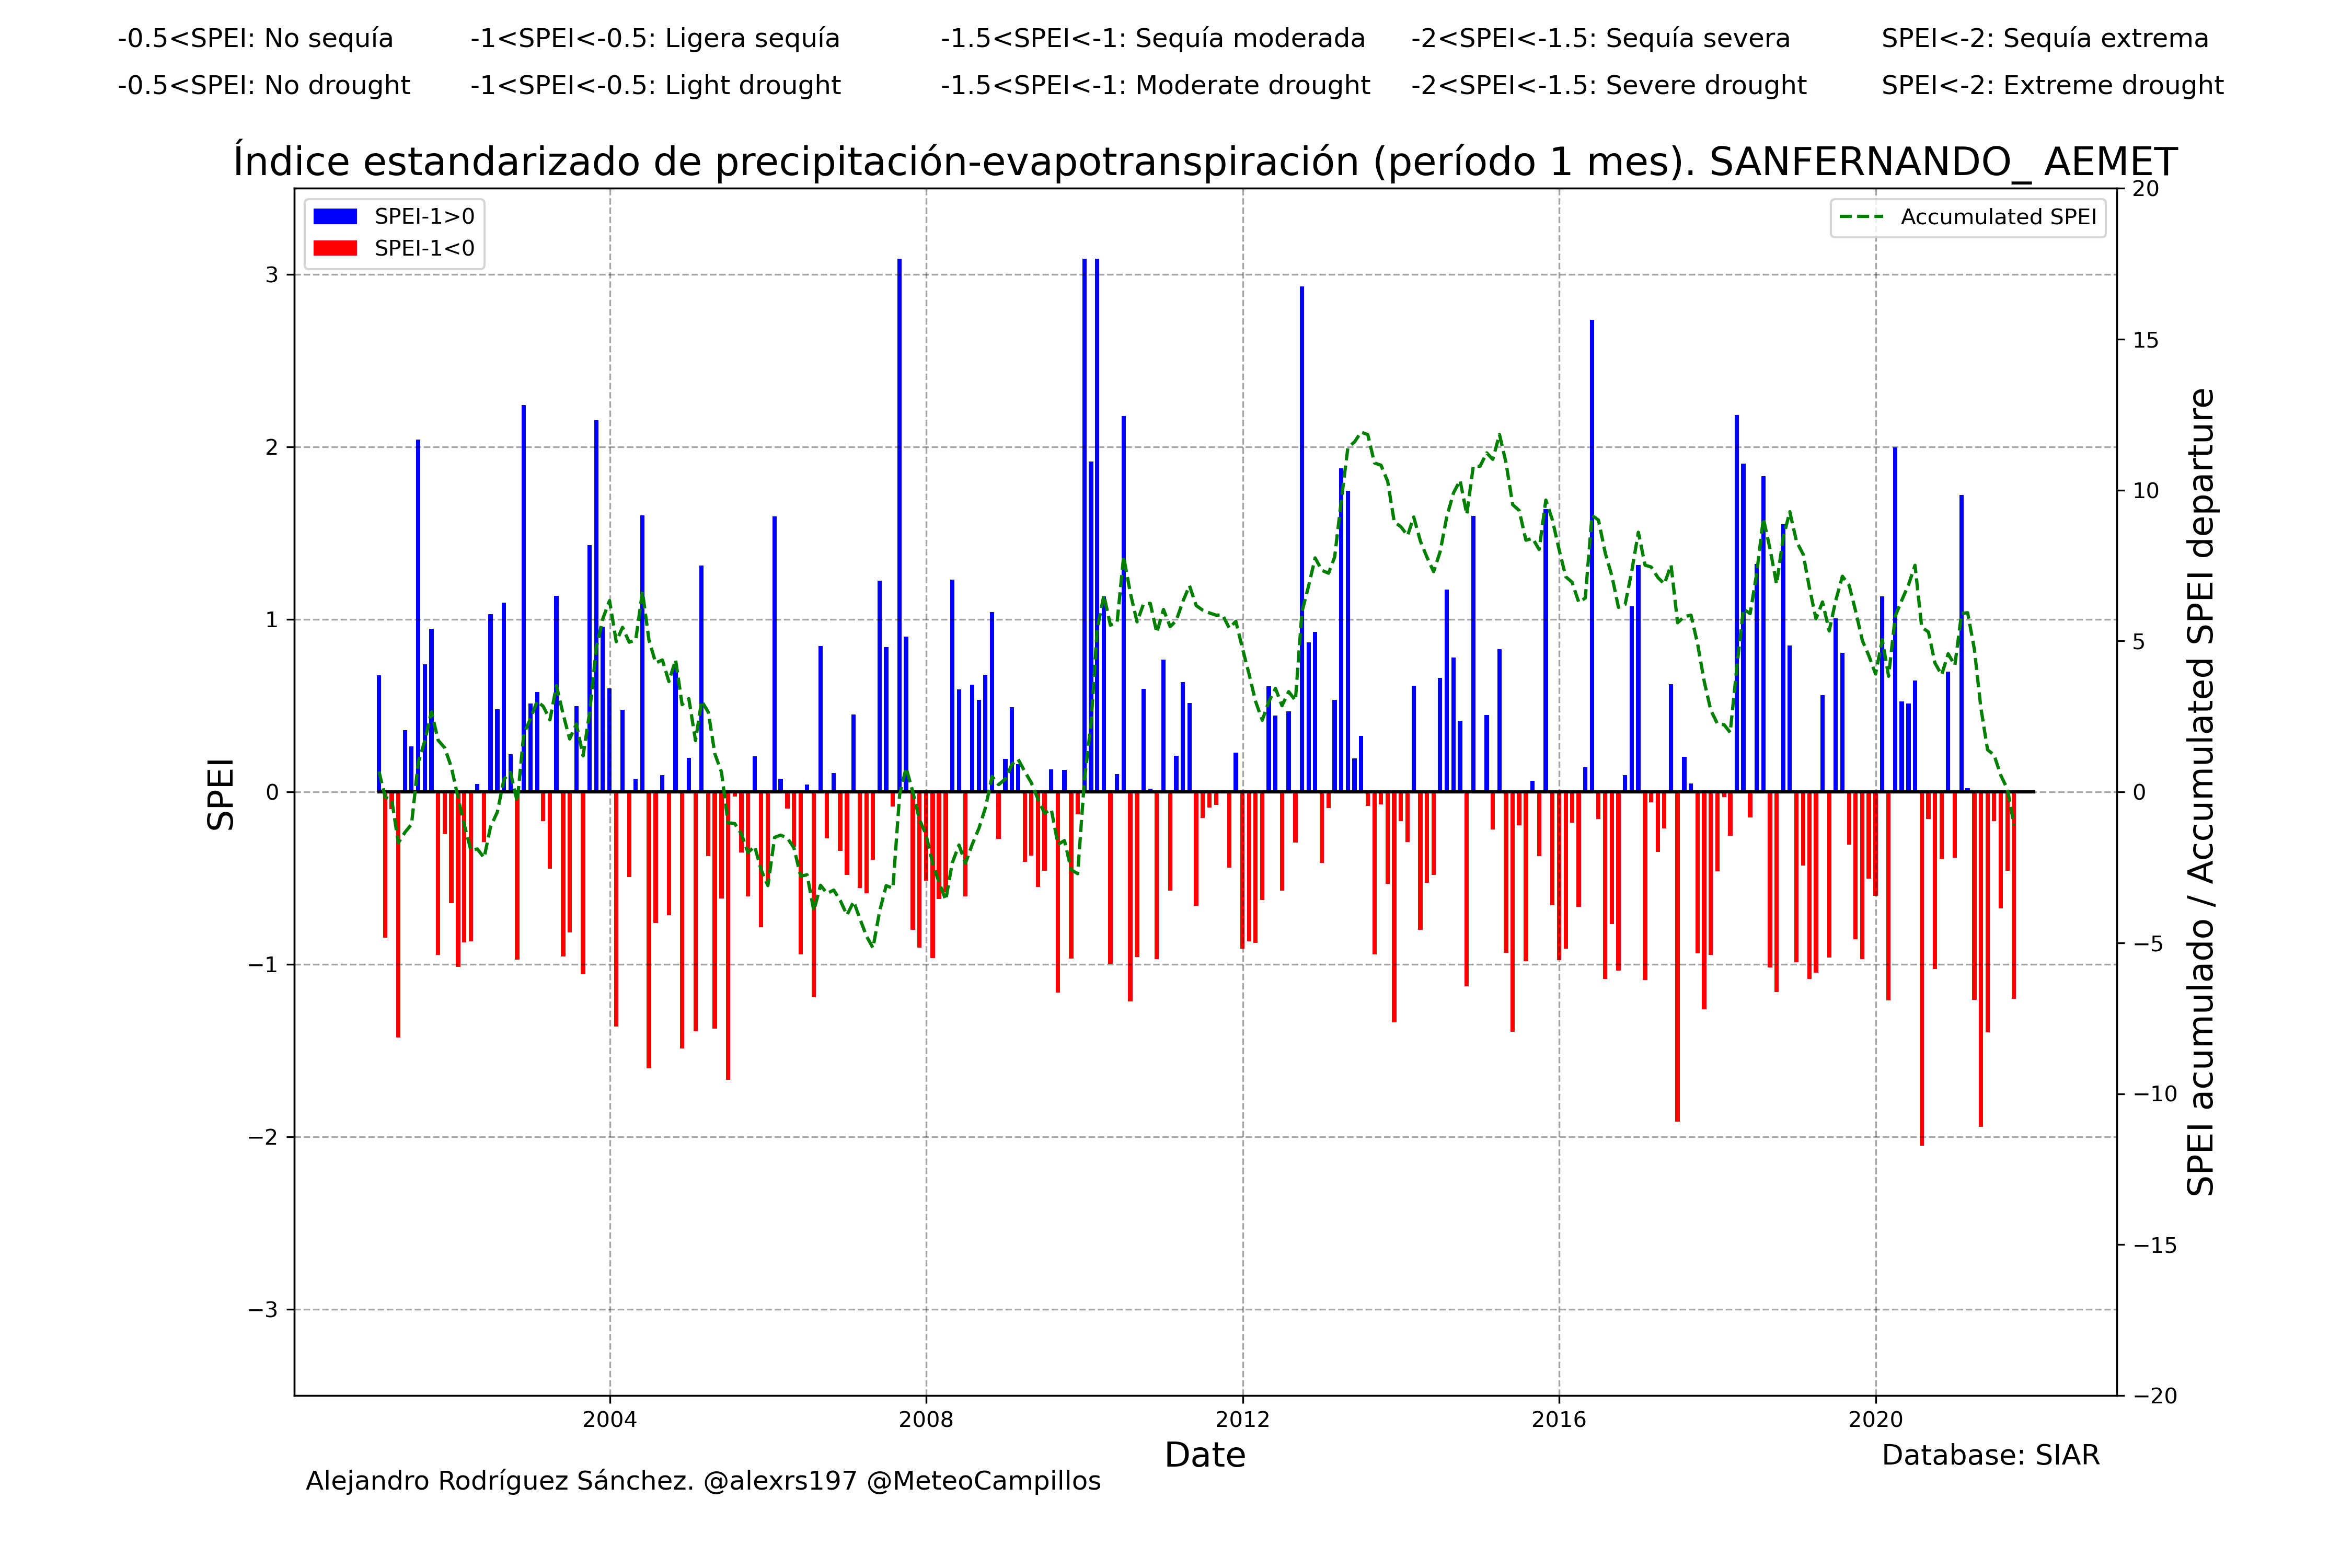 -0.5<SPEI: No sequía -1<SPEI<-0.5: Ligera sequía -1.5<SPEI<-1: Sequía moderada -2<SPEI<-1.5: Sequía severa SPEI<-2: Sequía extrema
-0.5<SPEI: No drought -1<SPEI<-0.5: Light drought -1.5<SPEI<-1: Moderate drought -2<SPEI<-1.5: Severe drought SPEI<-2: Extreme drought
Índice estandarizado de precipitación-evapotranspiración (período 1 mes). SANFERNANDO_ AEMET
SPEI-1>0
SPEI-1<0
Accumulated SPEI
SPEI
3
2
1
0
−1
−2
−3
20
15
10
5
0
−5
−10
−15
−20
SPEI acumulado / Accumulated SPEI departure
2004 2008 2012 2016 2020
Date
Database: SIAR
Alejandro Rodríguez Sánchez. @alexrs197 @MeteoCampillos